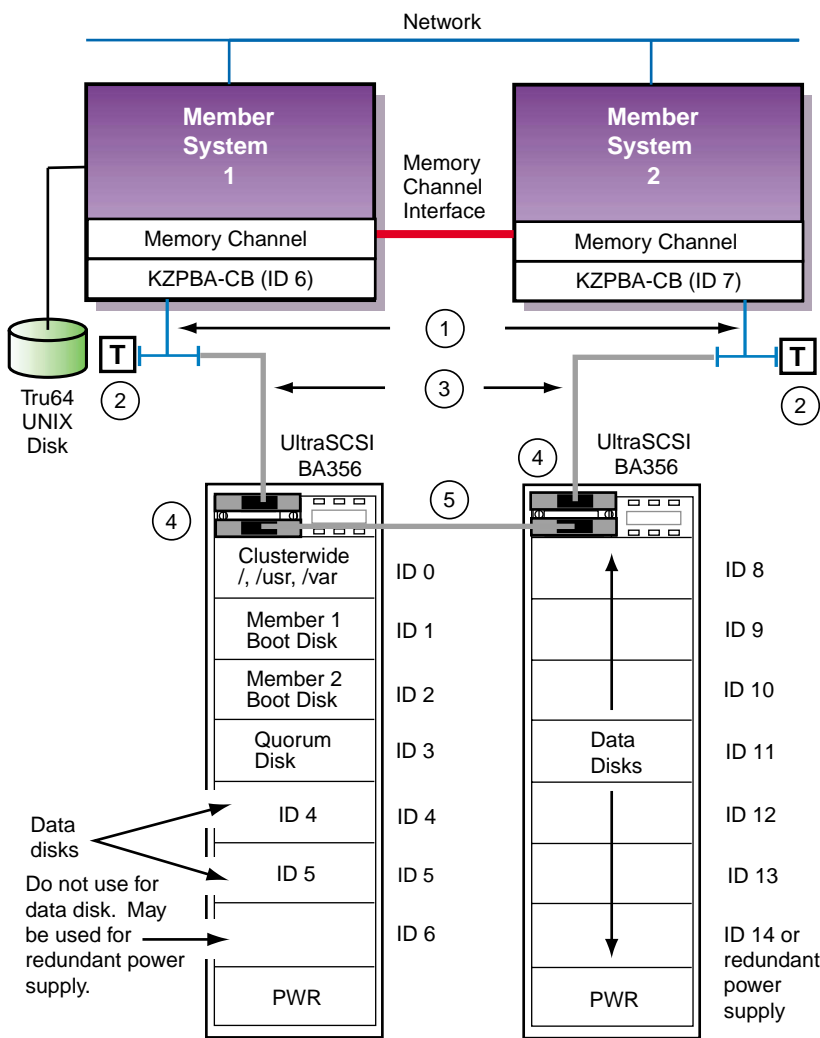 Network
Member
System
1
Member
System
2
Memory
Channel
Interface
Memory Channel
Memory Channel
KZPBA-CB (ID 6)
KZPBA-CB (ID 7)
1
T
T
2
3
2
Tru64
UNIX
Disk
UltraSCSI
BA356
UltraSCSI
BA356
4
4
5
Clusterwide
/, /usr, /var
ID 0
ID 8
Member 1
Boot Disk
ID 1
ID 9
Member 2
Boot Disk
ID 2
ID 10
Quorum
Disk
ID 3
Data
Disks
ID 11
Data
disks
ID 4
ID 4
ID 12
ID 5
ID 5
ID 13
Do not use for
data disk. May
be used for
redundant power
supply.
ID 6
ID 14 or
redundant
power
supply
PWR
PWR